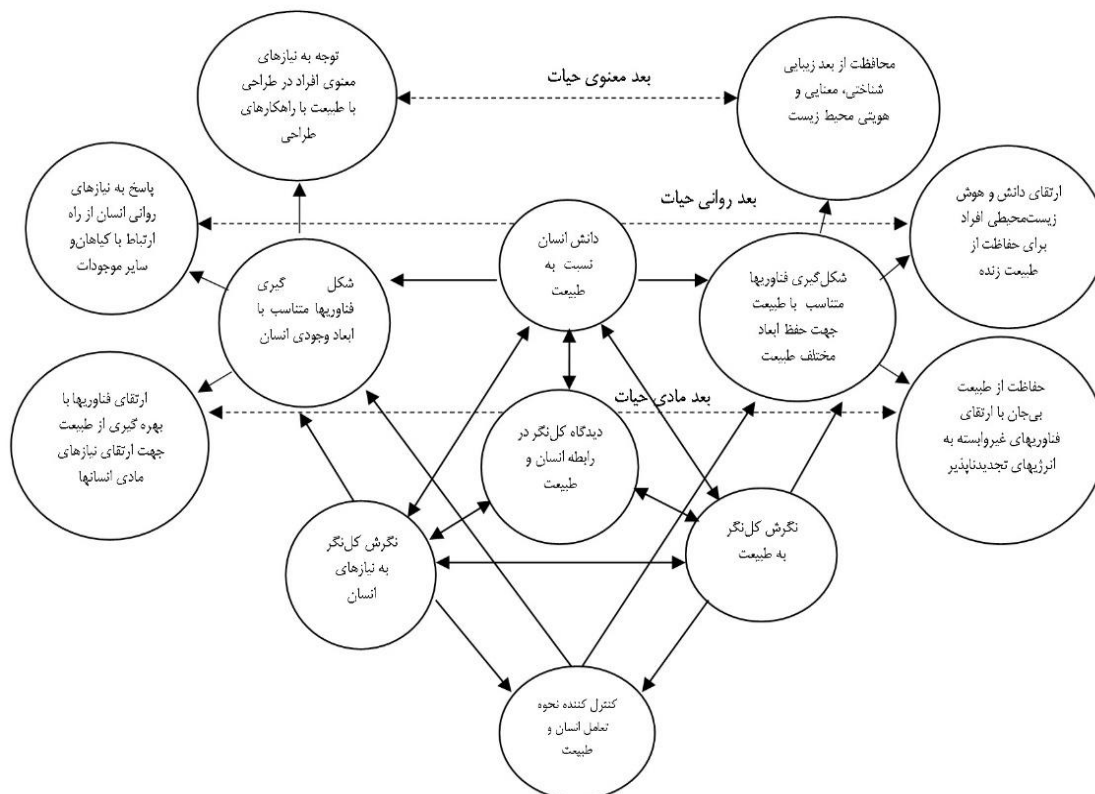 توجه به نیازهای
معنوی افراد در طراحی
با طبیعت با راهکارهای
طراحی
بعد معنوی حیات
محافظت از بعد زیبایی
شناختی، معنایی و
هویتی محیط زیست
پاسخ به نیازهای
روانی انسان از راه
ارتباط با گیاهان‌و
سایر موجودات
بعد روانی حیات
ارتقای دانش و هوش
زیست‌محیطی افراد
برای حفاظت از
طبیعت زنده
دانش انسان
نسبت به
طبیعت
شکل گیری
فناوریها متناسب با
ابعاد وجودی انسان
شکل‌گیری فناوریها
متناسب با طبیعت
جهت حفظ ابعاد
مختلف طبیعت
ارتقای فناوریها با
بهره گیری از طبیعت
جهت ارتقای نیازهای
مادی انسانها
بعد مادی حیات
حفاظت از طبیعت
بی‌جان با ارتقای
فناوریهای غیروابسته به
انرژیهای تجدیدناپذیر
دیدگاه کل‌نگر در
رابطه انسان و
طبیعت
نگرش کل‌نگر
به نیازهای
انسان
نگرش کل‌نگر
به طبیعت
کنترل کننده نحوه
تعامل انسان و
طبیعت